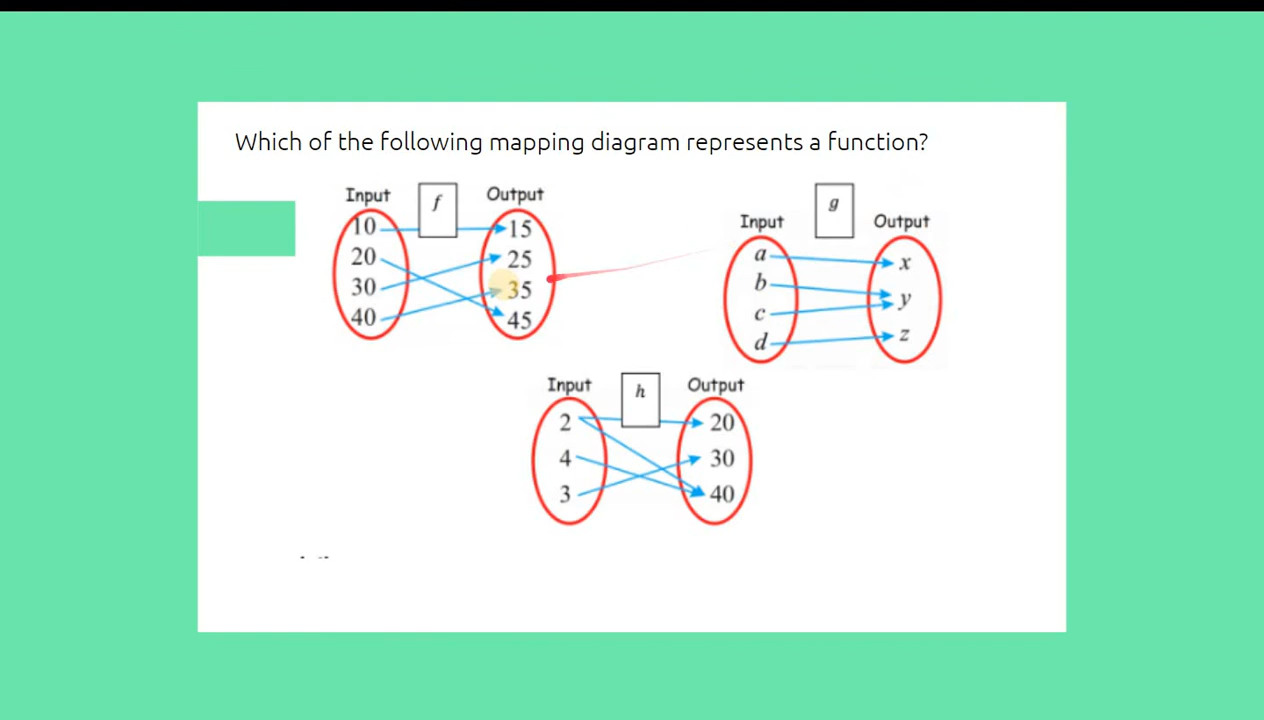 Which of the following mapping diagram represents a function?
Input f Output
10 15
20 25
30 35
40 45
g
Input Output
a x
b y
c z
d
Input h Output
2 20
4 30
3 40